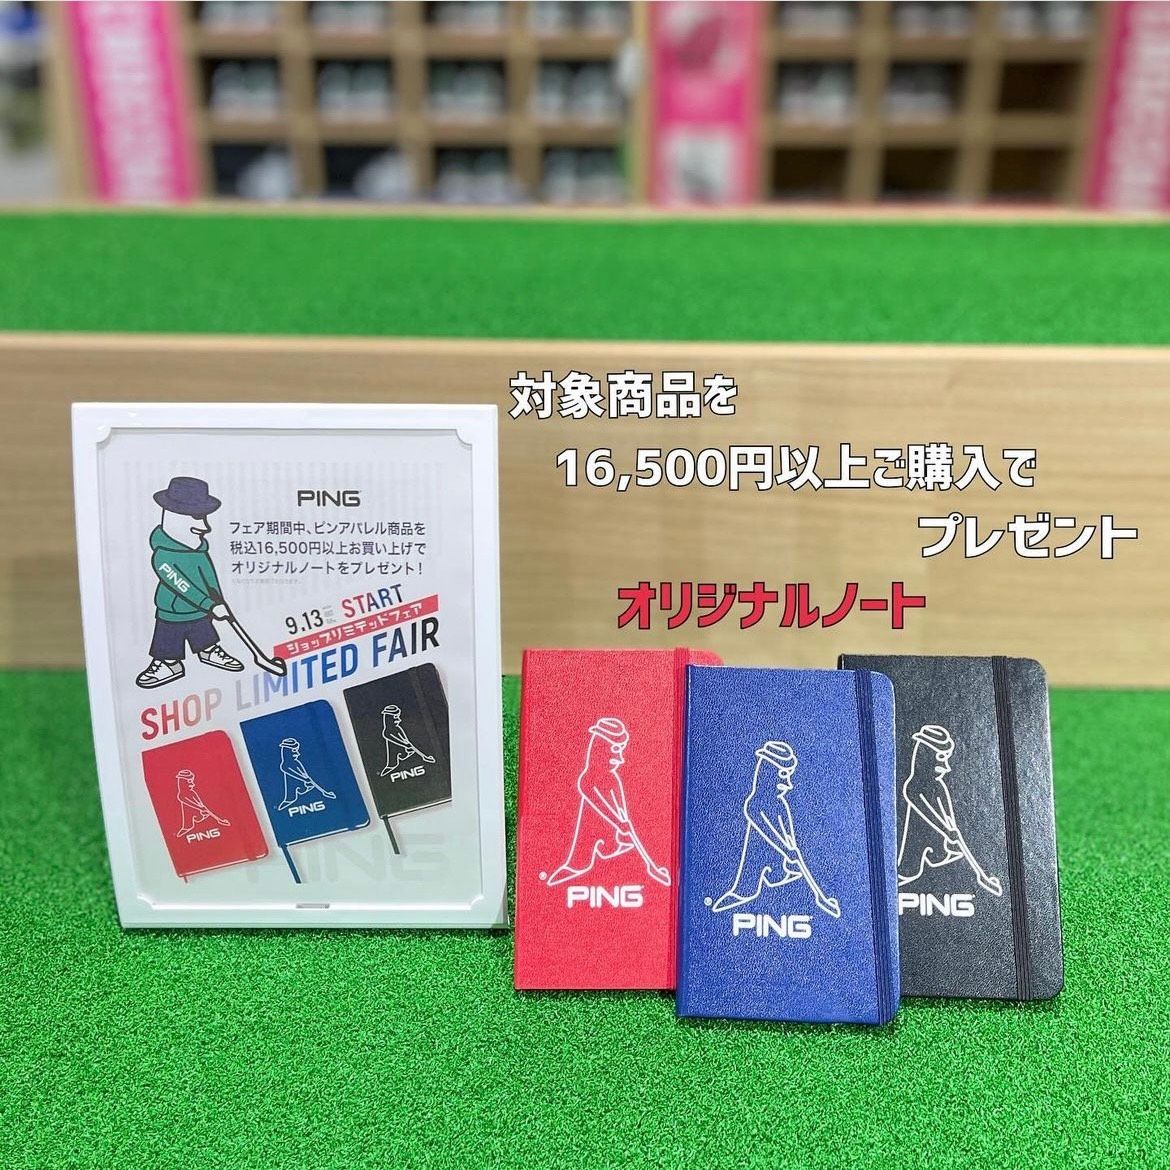 対象商品を
16,500円以上ご購入で
プレゼント
オリジナルノート
PING
フェア期間中、ピンアパレル商品を
税込16,500円以上お買い上げで
オリジナルノートをプレゼント!
PING
9.13 START
ショップリミテッドフェア
SHOP LIMITED FAIR
PING
PING
PING
PING
PING
PING
PING